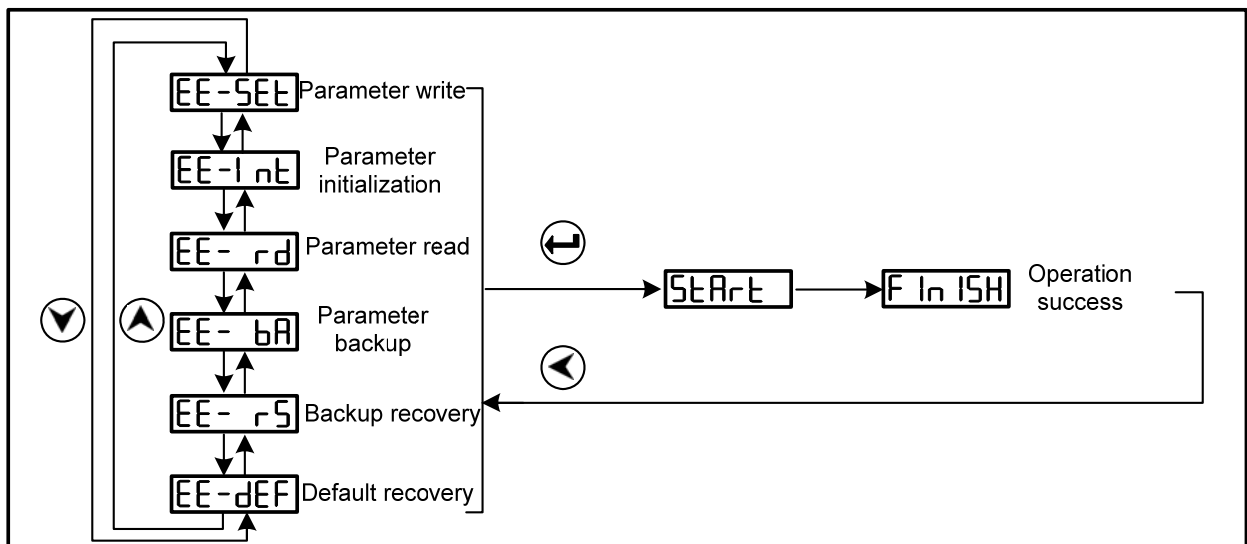 EE-SEt Parameter write
EE-Int Parameter
initialization
EE- rd Parameter read
EE- bA Parameter
backup
EE- rS Backup recovery
EE-dEF Default recovery
StArt
FInISH
Operation
success